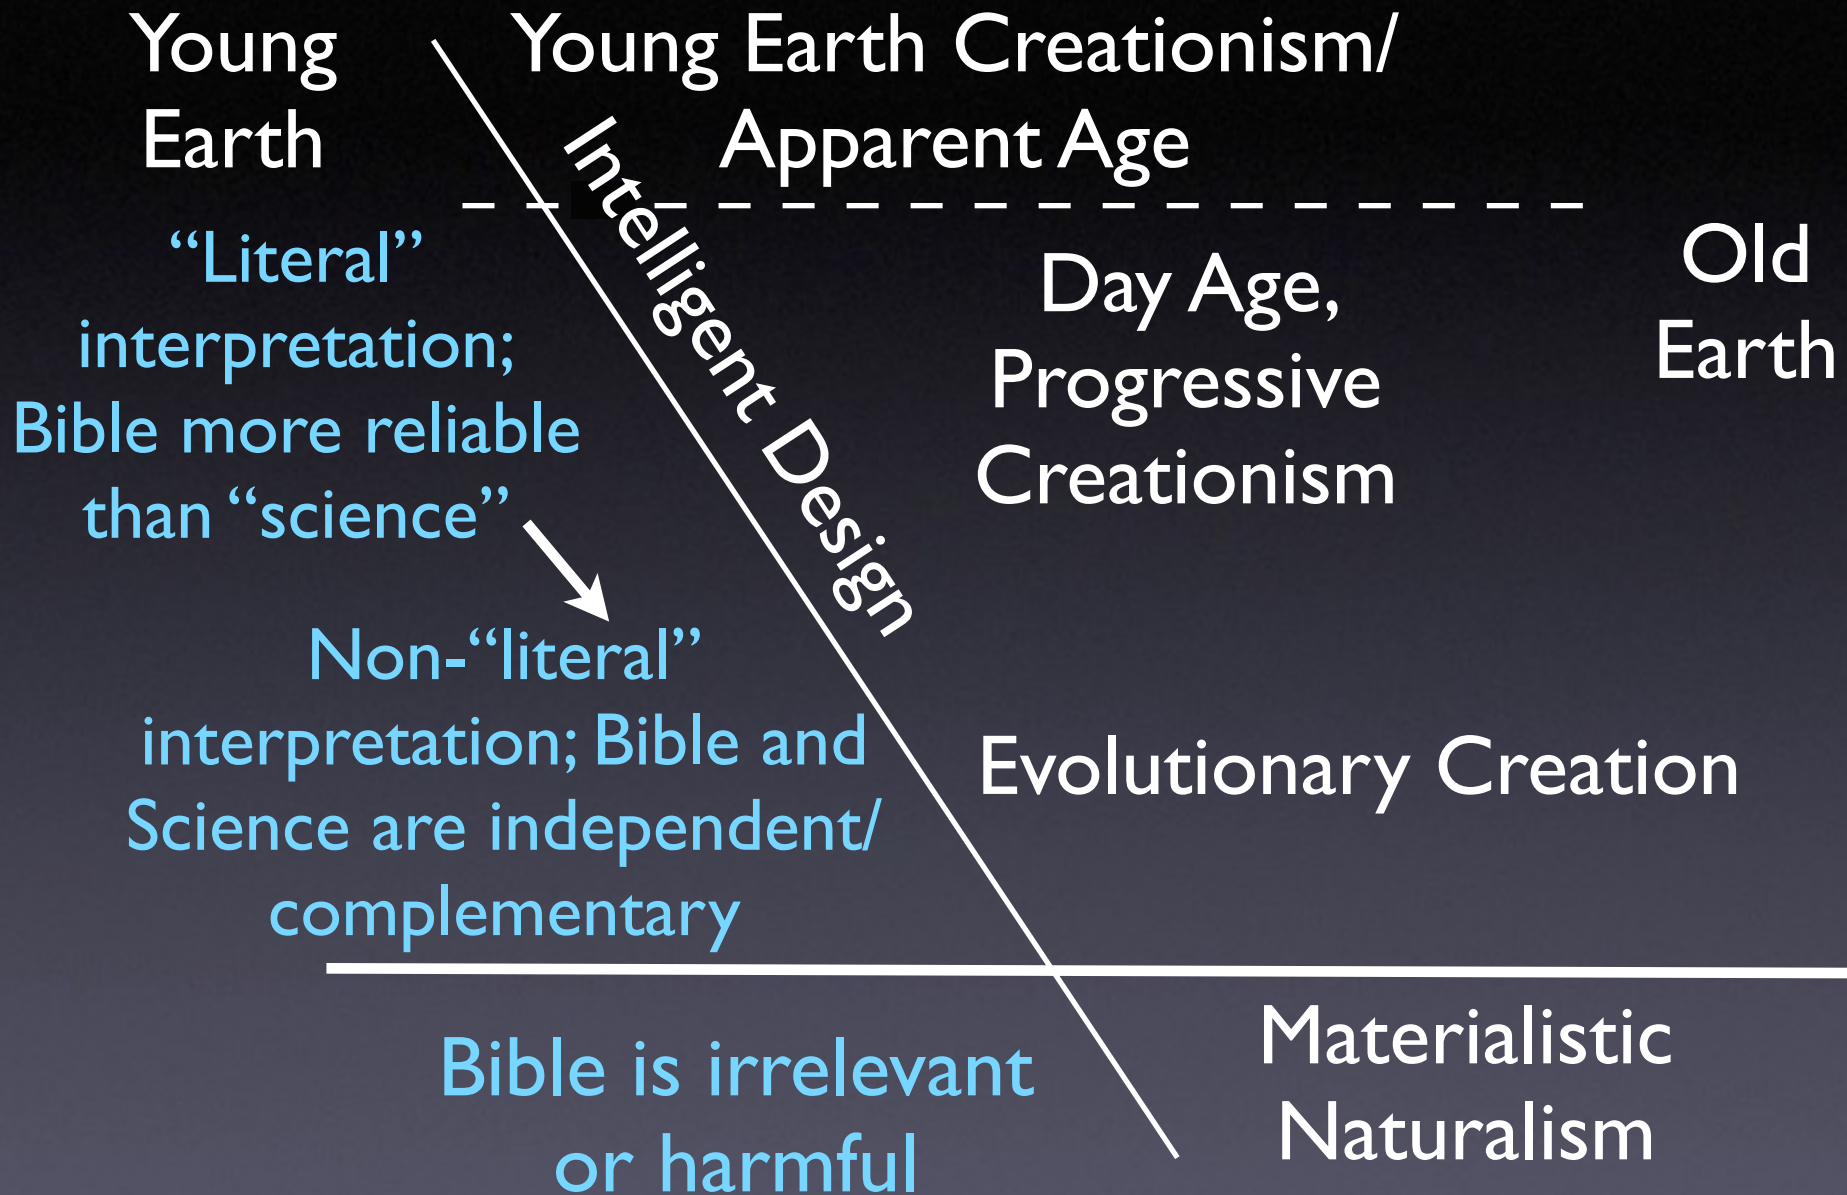 Young
Earth
Young Earth Creationism/
Apparent Age
Intelligent Design
“Literal”
interpretation;
Bible more reliable
than “science”
Day Age,
Progressive
Creationism
Old
Earth
Non-“literal”
interpretation; Bible and
Science are independent/
complementary
Evolutionary Creation
Bible is irrelevant
or harmful
Materialistic
Naturalism